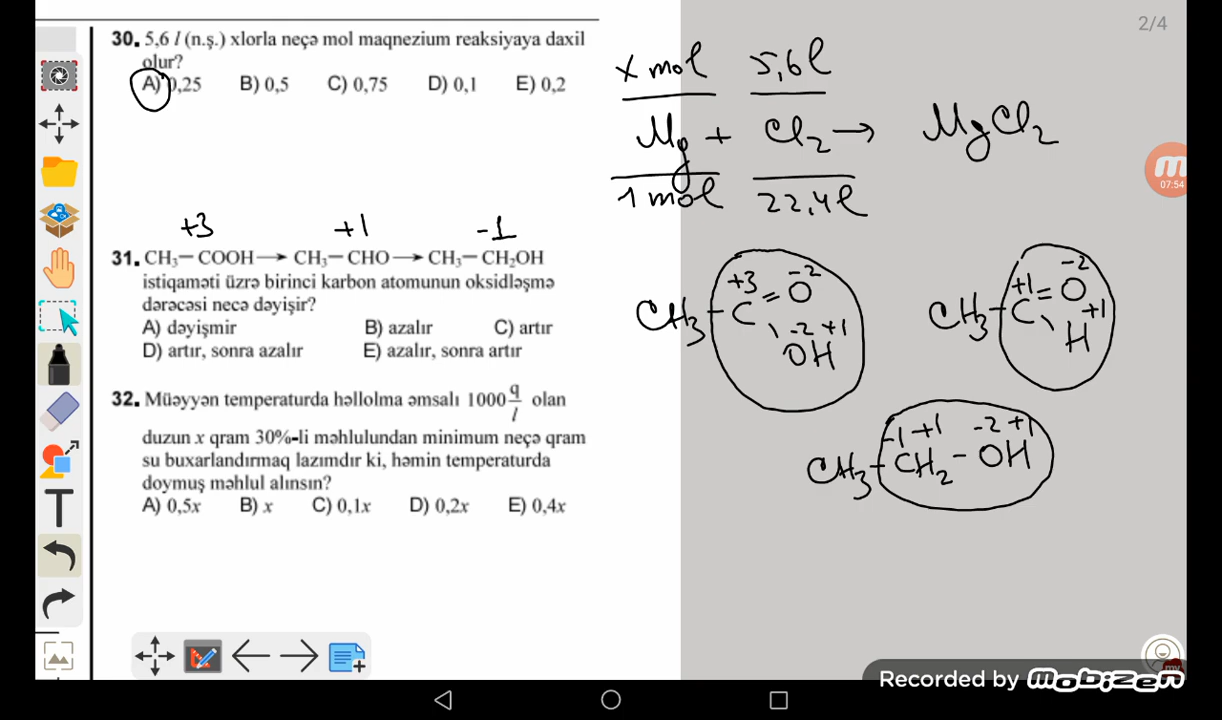 2/4
30. 5,6 l (n.ş.) xlorla neçə mol maqnezium reaksiyaya daxil
olur?
A) 0,25 B) 0,5 C) 0,75 D) 0,1 E) 0,2
x mol 5,6l
Mg + Cl2 → MgCl2
1 mol 22,4l
M
07:54
+3 +1 -1
31. CH3− COOH → CH3− CHO → CH3− CH2OH
istiqaməti üzrə birinci karbon atomunun oksidləşmə
dərəcəsi necə dəyişir?
A) dəyişmir B) azalır C) artır
D) artır, sonra azalır E) azalır, sonra artır
+3 -2
CH3 - C = O
-2 +1
OH
+1 -2
CH3 - C = O
+1
H
-1 +1 -2 +1
CH3 - CH2 - OH
32. Müəyyən temperaturda həllolma əmsalı 1000 q/l olan
duzun x qram 30%-li məhlulundan minimum neçə qram
su buxarlandırmaq lazımdır ki, həmin temperaturda
doymuş məhlul alınsın?
A) 0,5x B) x C) 0,1x D) 0,2x E) 0,4x
T
Recorded by mobizen